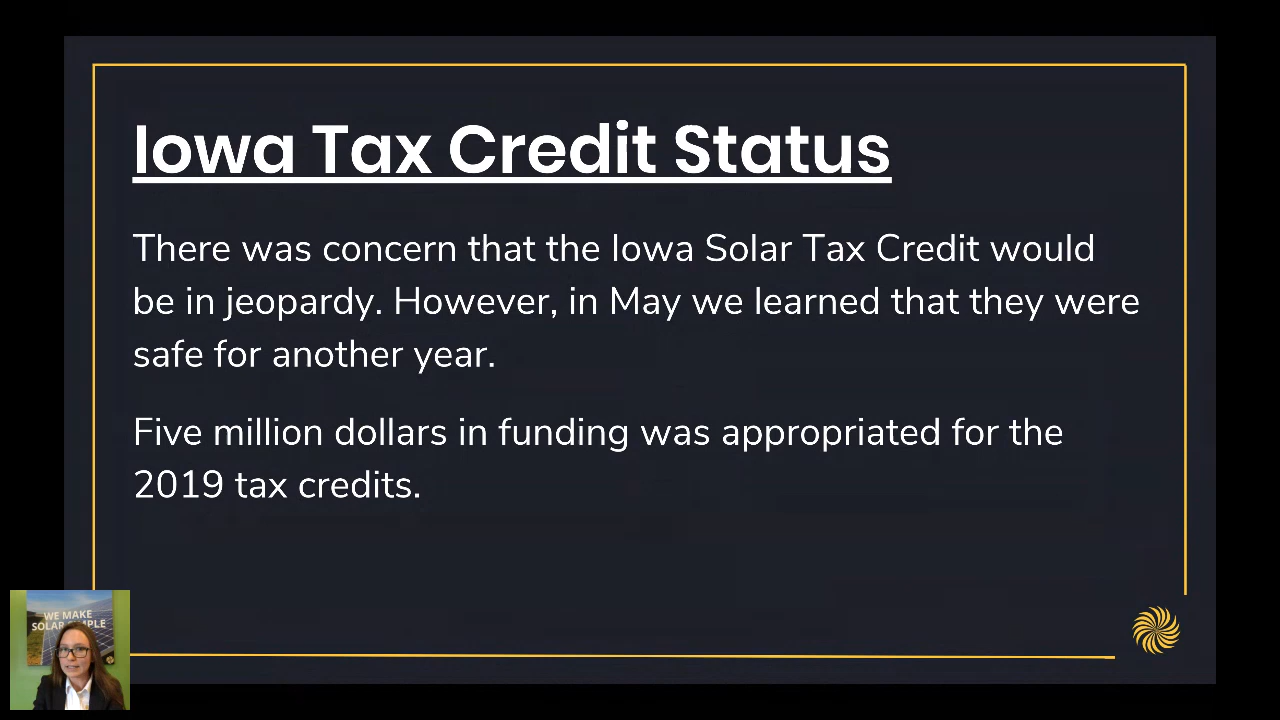 Iowa Tax Credit Status
There was concern that the Iowa Solar Tax Credit would
be in jeopardy. However, in May we learned that they were
safe for another year.
Five million dollars in funding was appropriated for the
2019 tax credits.
WE MAKE